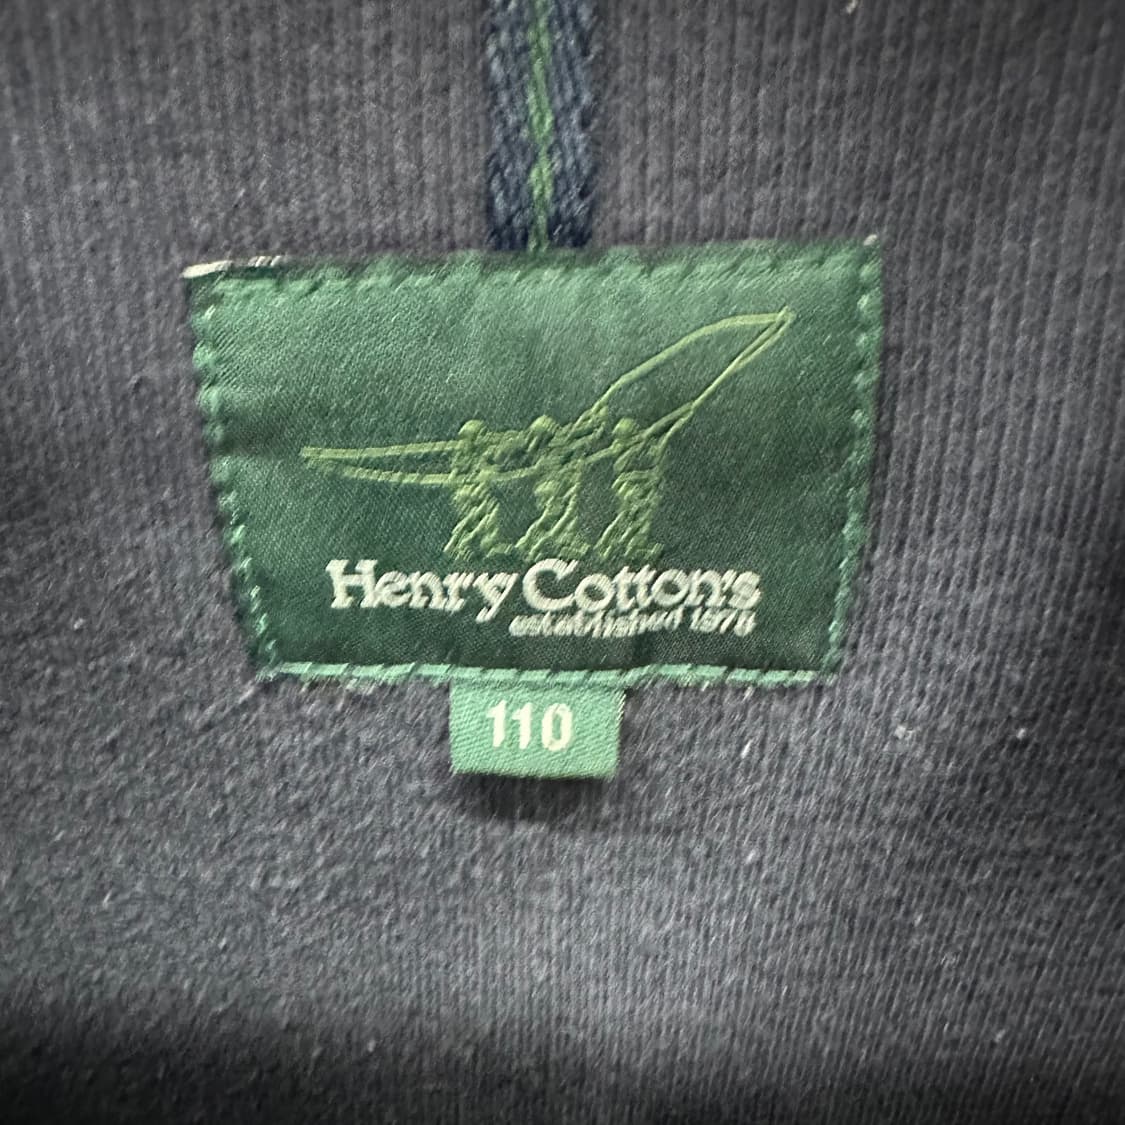 Henry Cotton's
established 1978
110